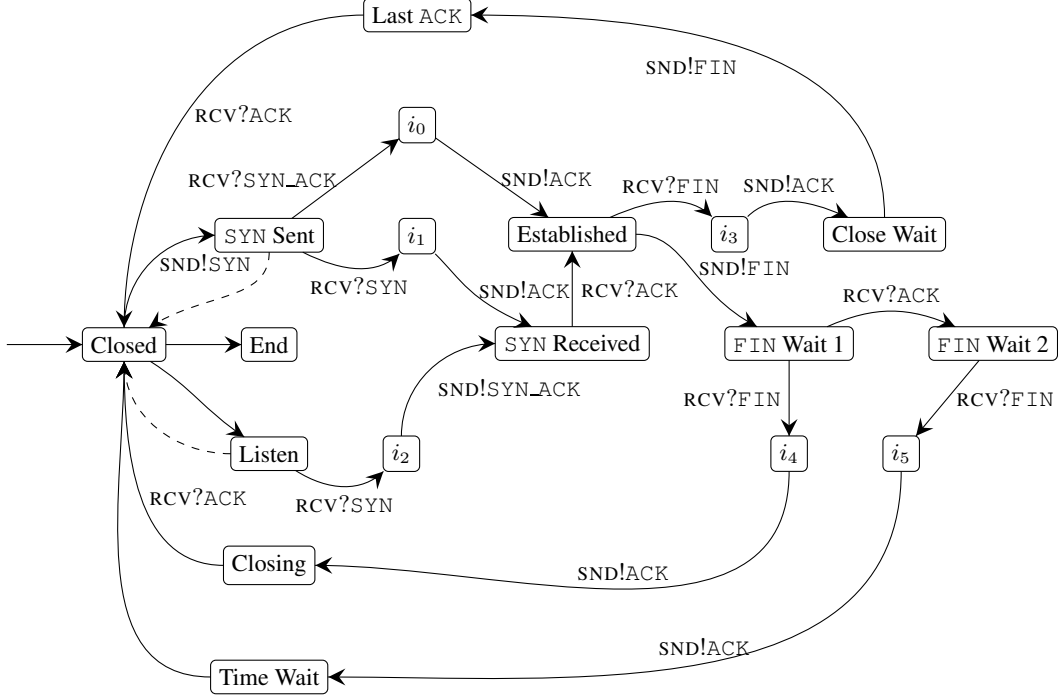 Last ACK
SND!FIN
RCV?ACK
i0
RCV?SYN_ACK
SND!ACK
RCV?FIN
SND!ACK
SYN Sent
i1
Established
i3
Close Wait
SND!SYN
RCV?SYN
SND!ACK
RCV?ACK
SND!FIN
RCV?ACK
Closed
End
SYN Received
FIN Wait 1
FIN Wait 2
SND!SYN_ACK
RCV?FIN
RCV?FIN
Listen
i2
i4
i5
RCV?ACK
RCV?SYN
Closing
SND!ACK
SND!ACK
Time Wait